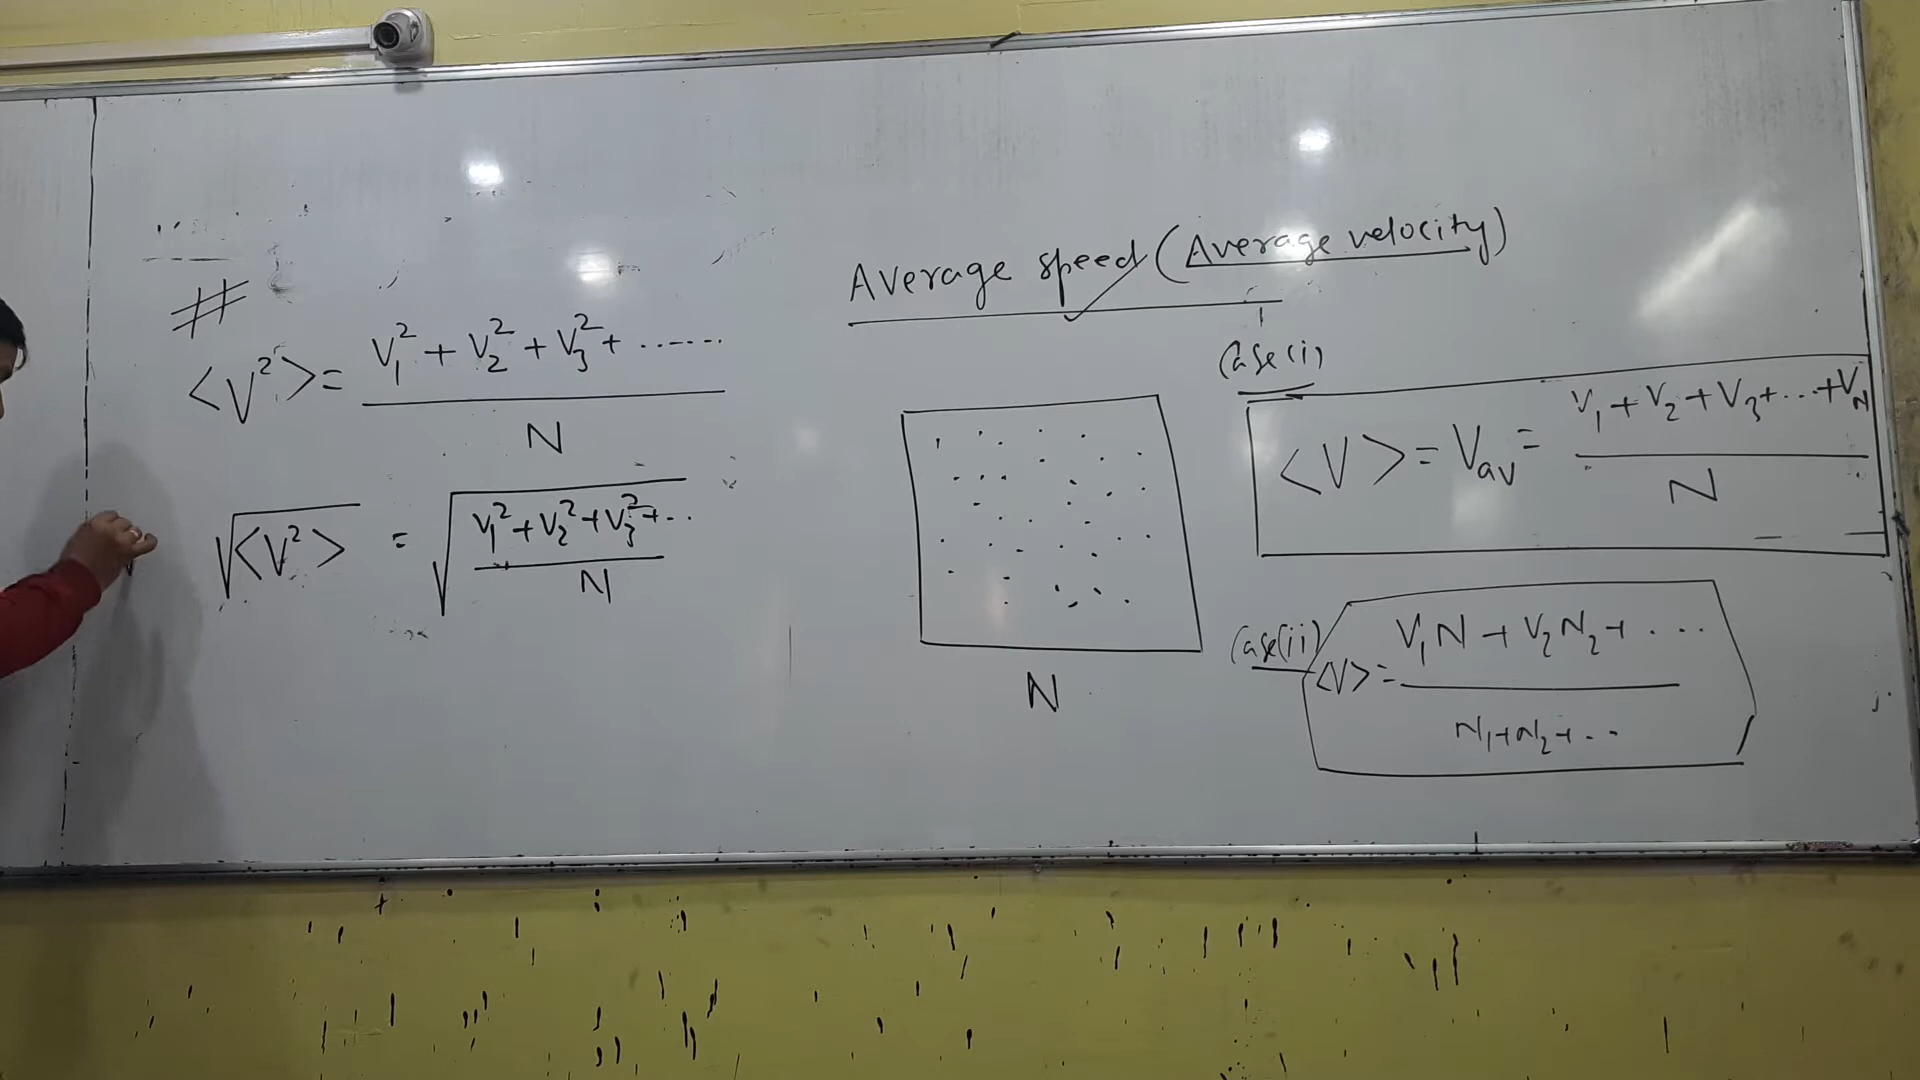 #
<V²> = V₁² + V₂² + V₃² + ......
N
√<V²> = √ V₁² + V₂² + V₃² + ..
N
Average speed (Average velocity)
N
Case (i)
<V> = Vav = V₁ + V₂ + V₃ + ... + VN
N
Case (ii)
<V> = V₁N + V₂N₂ + ...
N₁ + N₂ + ..